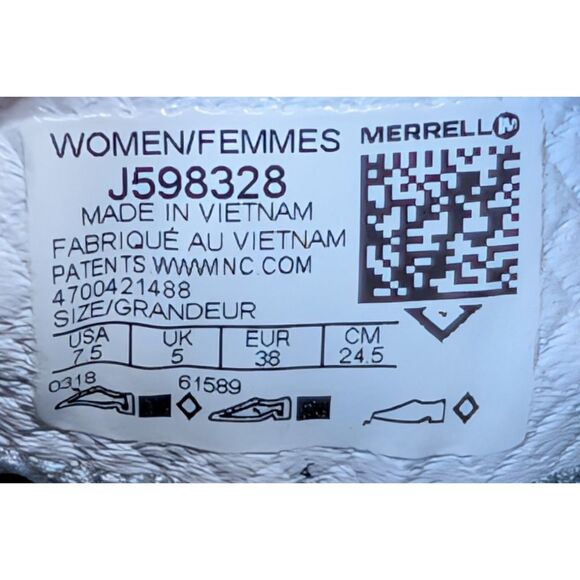 WOMEN/FEMMES
MERRELL M
J598328
MADE IN VIETNAM
FABRIQUÉ AU VIETNAM
PATENTS.WWWINC.COM
4700421488
SIZE/GRANDEUR
USA UK EUR CM
7.5 5 38 24.5
0318 61589